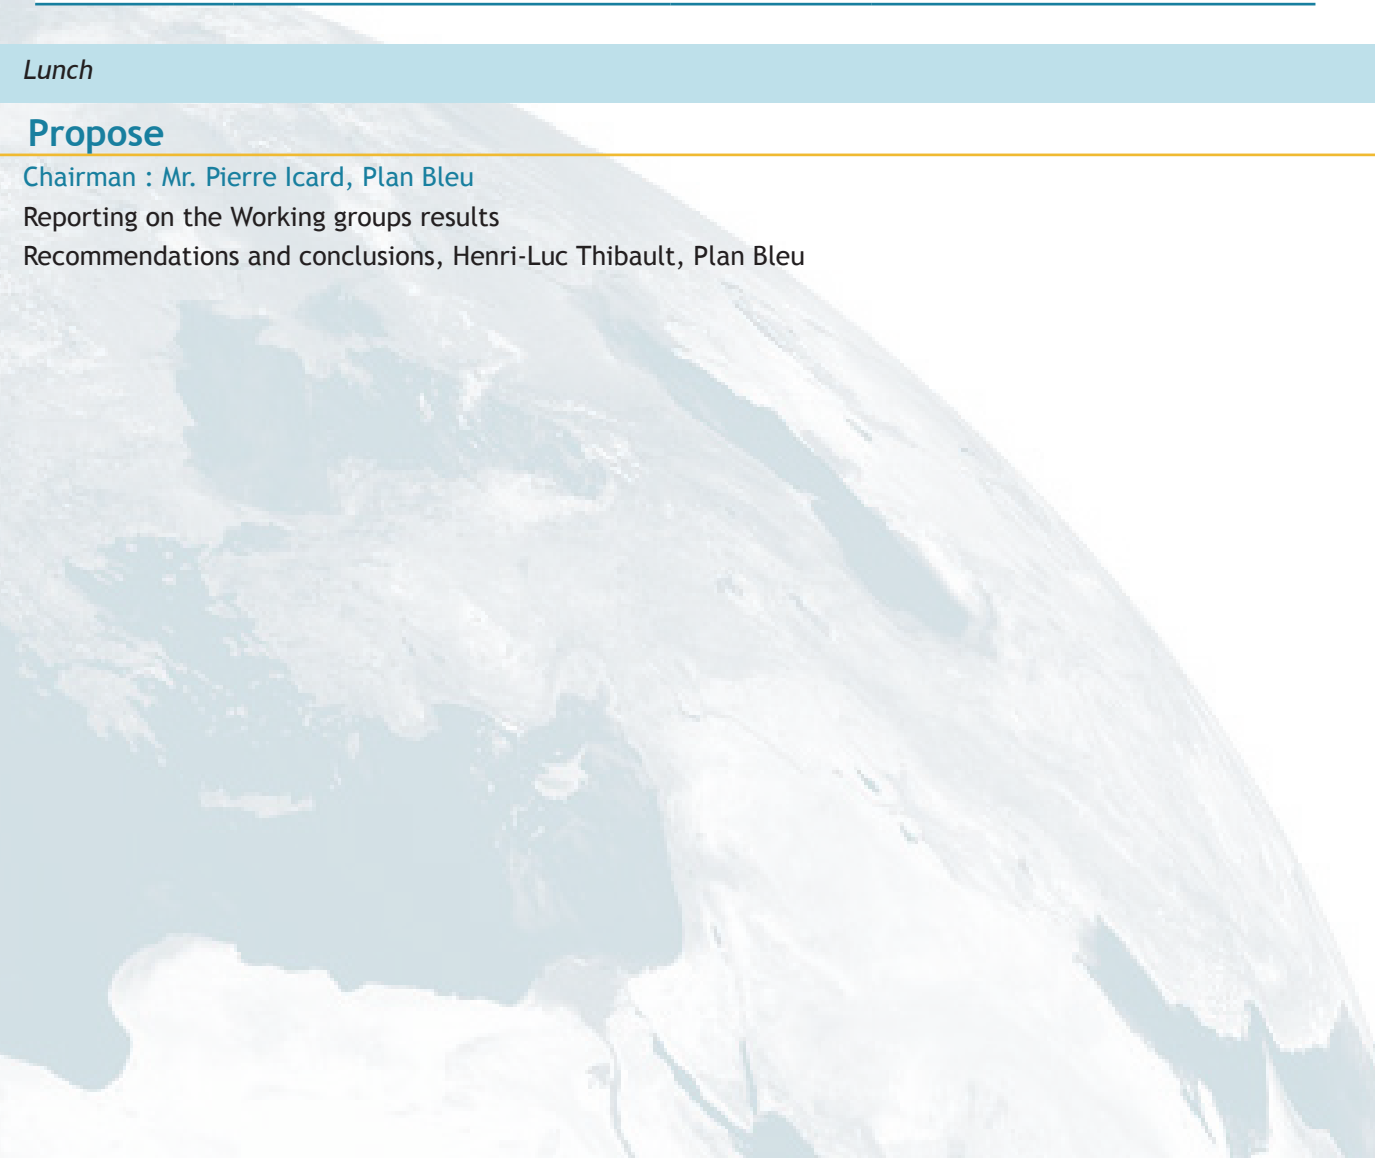 Lunch
Propose
Chairman : Mr. Pierre Icard, Plan Bleu
Reporting on the Working groups results
Recommendations and conclusions, Henri-Luc Thibault, Plan Bleu